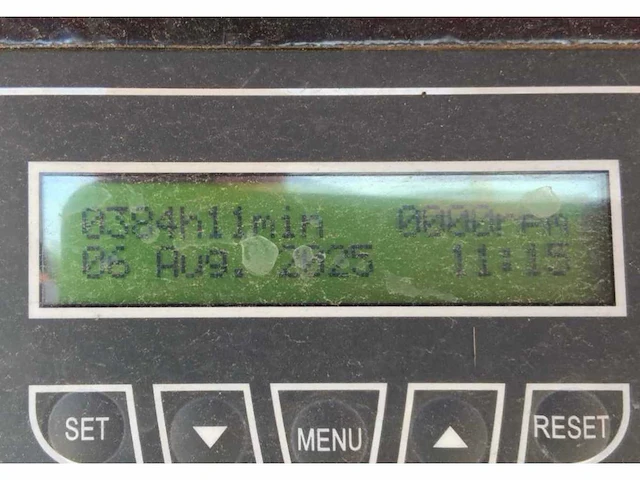 0384h11min 0000rpm
06 Aug. 2025 11:15
SET ▼ MENU ▲ RESET